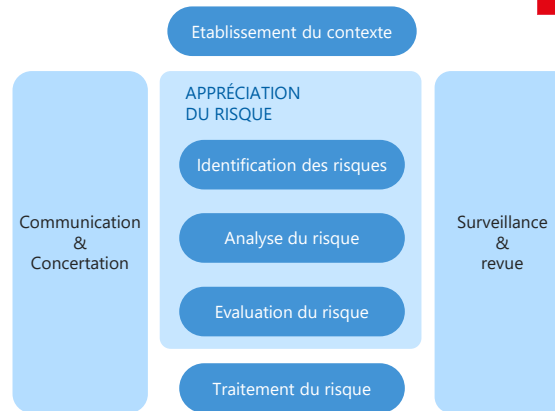 Etablissement du contexte
APPRÉCIATION
DU RISQUE
Identification des risques
Communication
&
Concertation
Analyse du risque
Surveillance
&
revue
Evaluation du risque
Traitement du risque